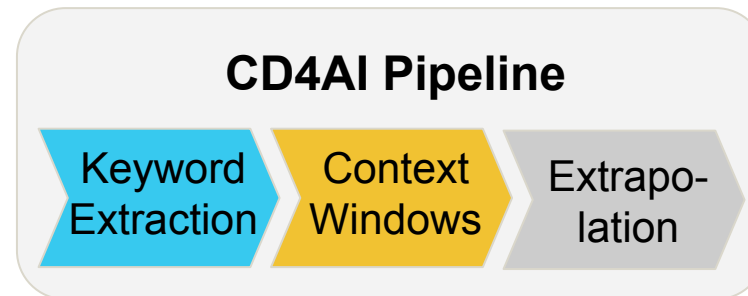 CD4AI Pipeline
Keyword
Extraction
Context
Windows
Extrapo-
lation